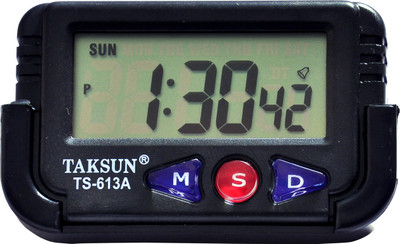 SUN
P 1:30 42
TAKSUN®
TS-613A
M S D